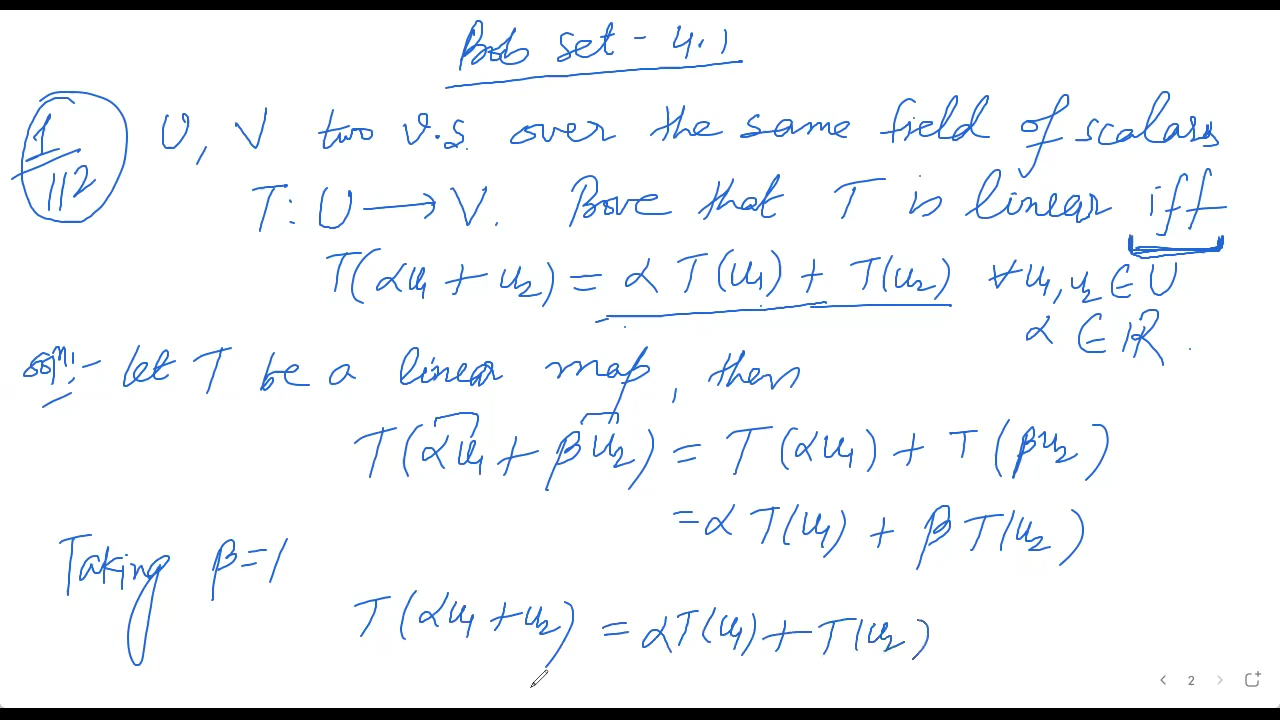 Prob set - 4.1
1/112 U, V two v.s. over the same field of scalars
T: U ⟶ V. Prove that T is linear iff
T(αu₁ + u₂) = α T(u₁) + T(u₂) ∀ u₁, u₂ ∈ U
α ∈ ℝ.
Solⁿ:- let T be a linear map, then
T(αu₁ + βu₂) = T(αu₁) + T(βu₂)
= α T(u₁) + β T(u₂)
Taking β=1
T(αu₁ + u₂) = αT(u₁) + T(u₂)
2